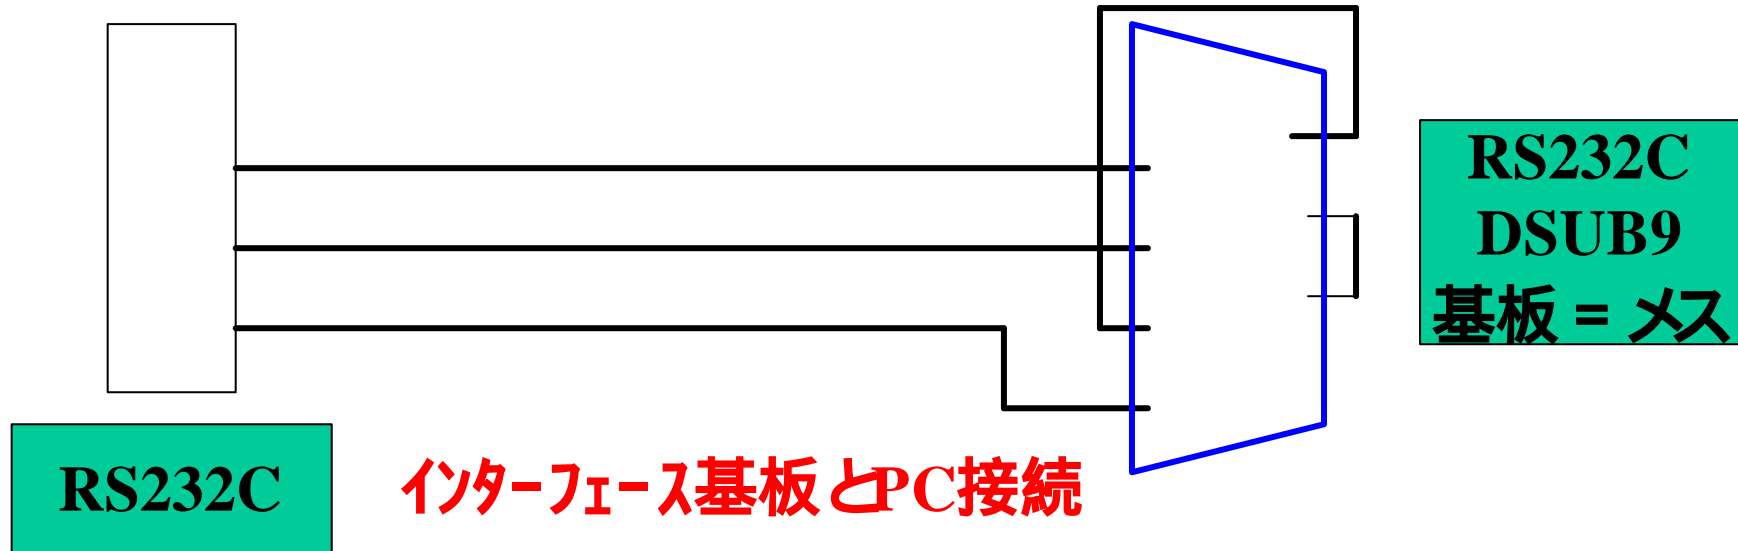 RS232C
DSUB9
基板 = メス
RS232C
インターフェース基板とPC接続